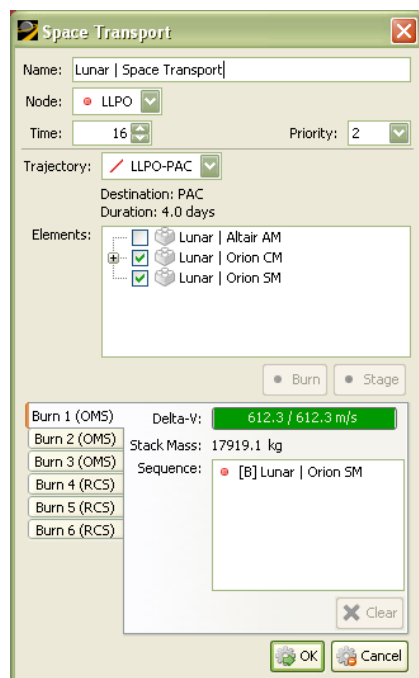 Space Transport
Name: Lunar | Space Transport
Node: LLPO
Time: 16 Priority: 2
Trajectory: LLPO-PAC
Destination: PAC
Duration: 4.0 days
Elements: Lunar | Altair AM
Lunar | Orion CM
Lunar | Orion SM
Burn Stage
Burn 1 (OMS)
Burn 2 (OMS)
Burn 3 (OMS)
Burn 4 (RCS)
Burn 5 (RCS)
Burn 6 (RCS)
Delta-V: 612.3 / 612.3 m/s
Stack Mass: 17919.1 kg
Sequence: [B] Lunar | Orion SM
Clear
OK Cancel